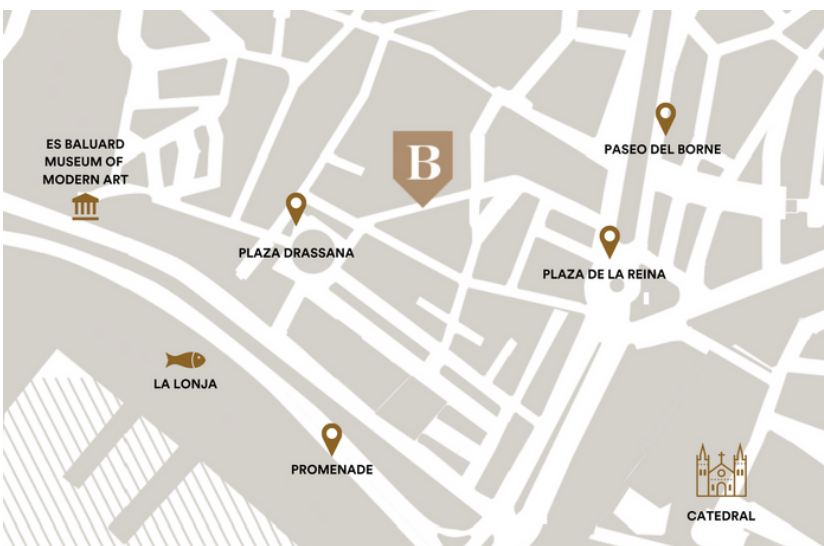 ES BALUARD
MUSEUM OF
MODERN ART
B
PASEO DEL BORNE
PLAZA DRASSANA
PLAZA DE LA REINA
LA LONJA
PROMENADE
CATEDRAL